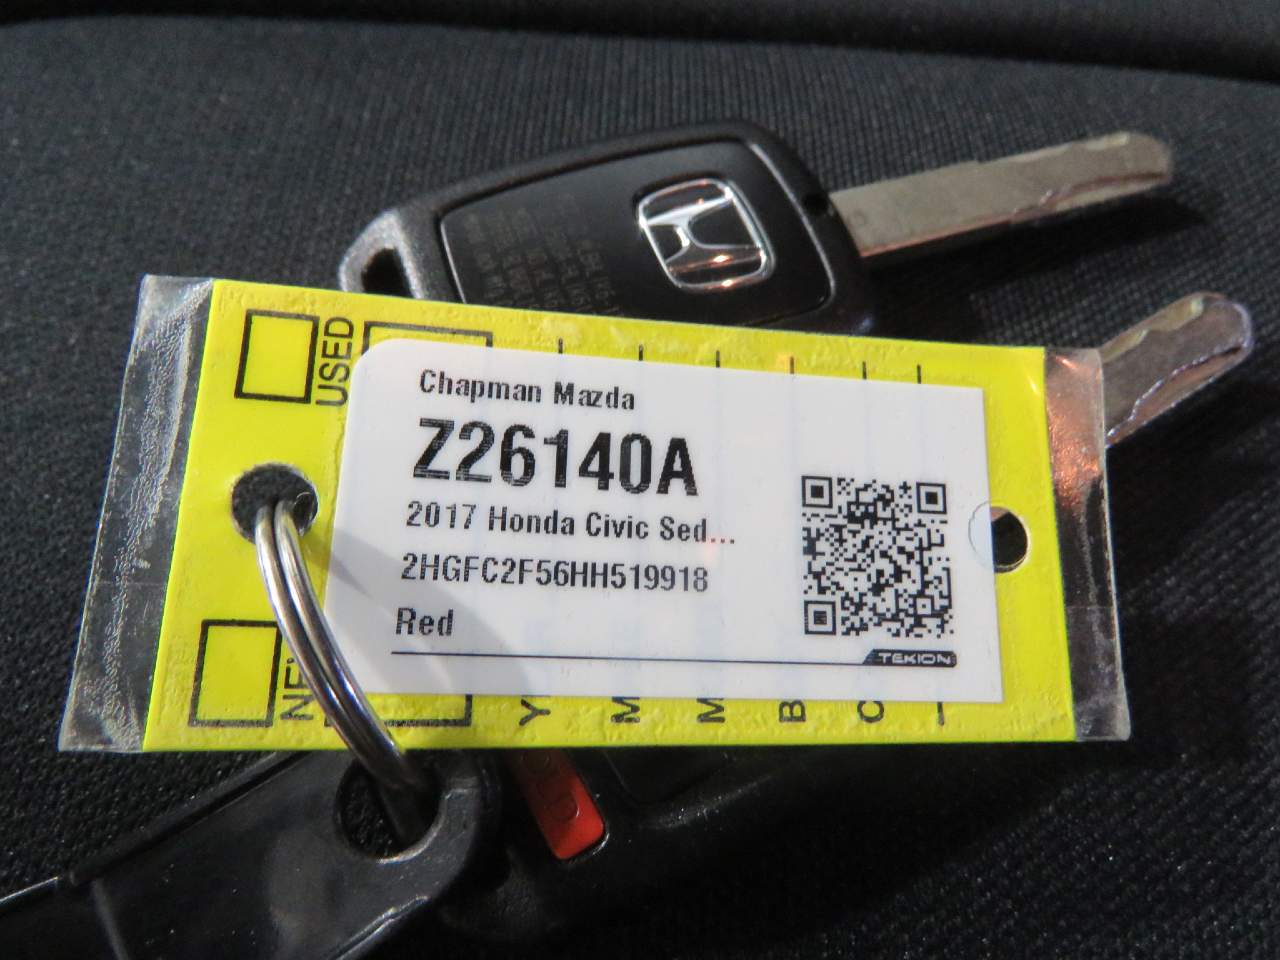 USED
Chapman Mazda
Z26140A
2017 Honda Civic Sed...
2HGFC2F56HH519918
Red
TEKION